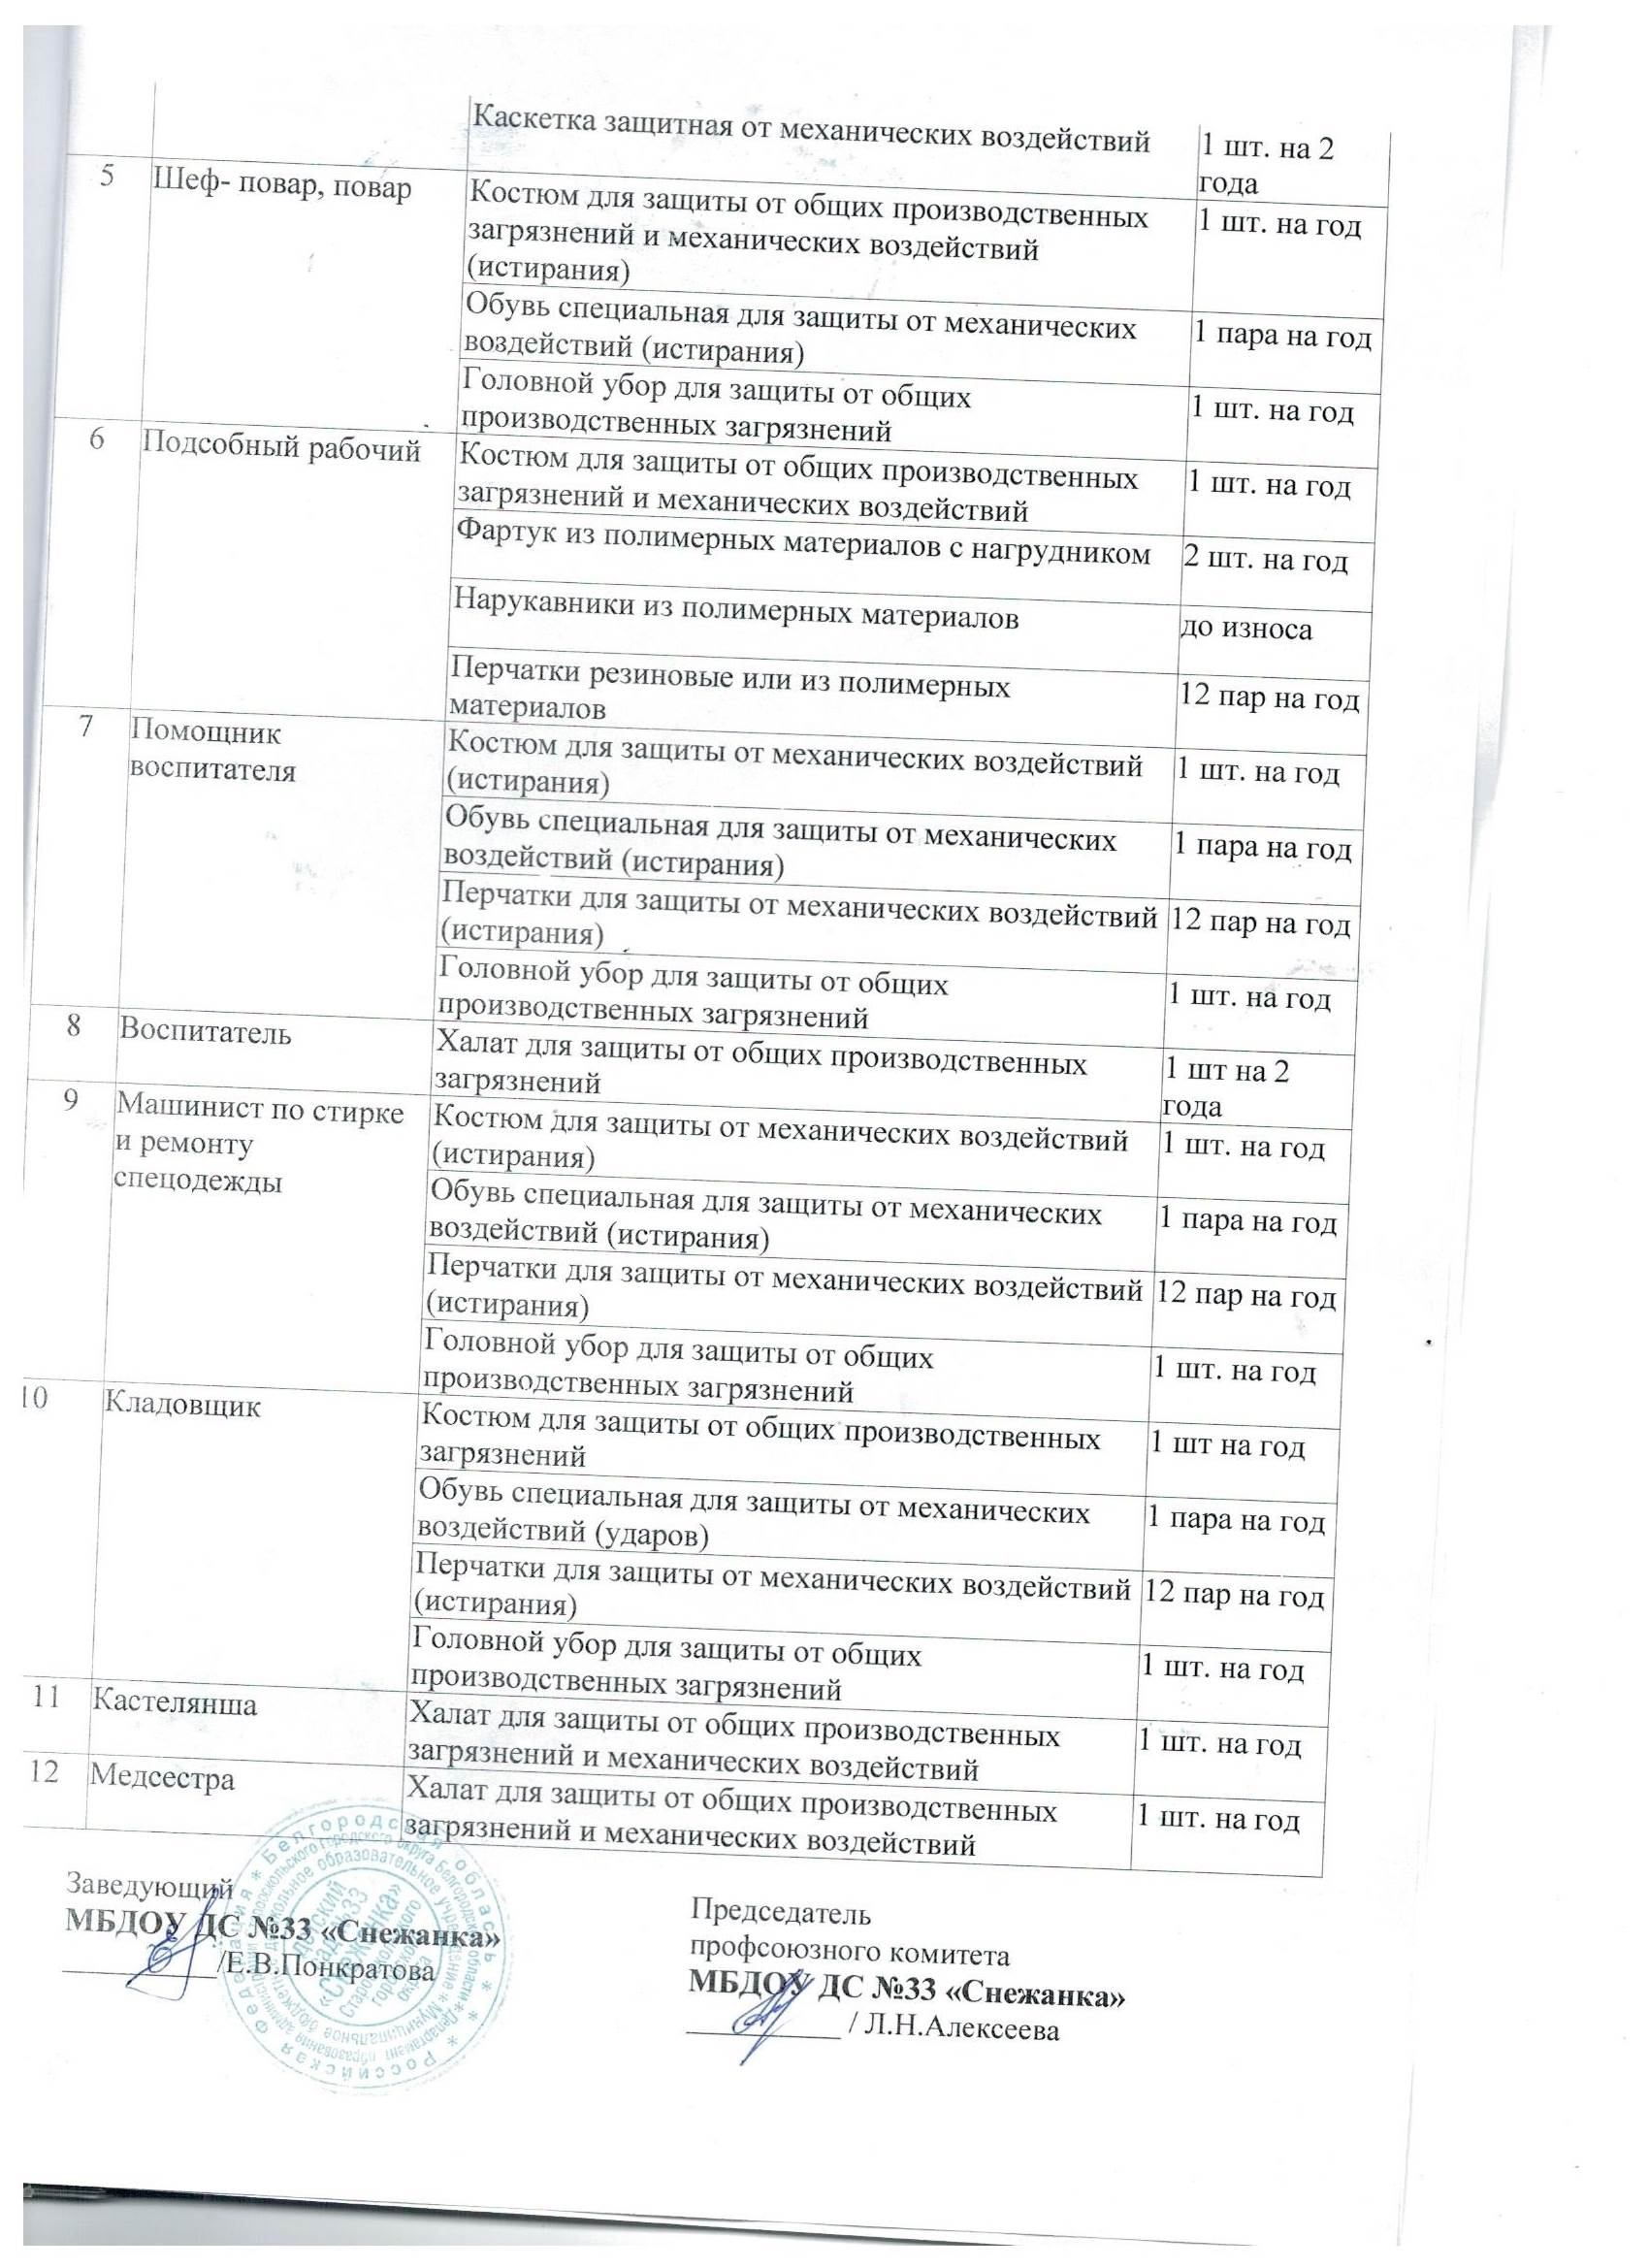 Каскетка защитная от механических воздействий
1 шт. на 2
года
5
Шеф- повар, повар
Костюм для защиты от общих производственных
загрязнений и механических воздействий
(истирания)
1 шт. на год
Обувь специальная для защиты от механических
воздействий (истирания)
1 пара на год
Головной убор для защиты от общих
производственных загрязнений
1 шт. на год
6
Подсобный рабочий
Костюм для защиты от общих производственных
загрязнений и механических воздействий
1 шт. на год
Фартук из полимерных материалов с нагрудником
2 шт. на год
Нарукавники из полимерных материалов
до износа
Перчатки резиновые или из полимерных
материалов
12 пар на год
7
Помощник
воспитателя
Костюм для защиты от механических воздействий
(истирания)
1 шт. на год
Обувь специальная для защиты от механических
воздействий (истирания)
1 пара на год
Перчатки для защиты от механических воздействий
(истирания)
12 пар на год
Головной убор для защиты от общих
производственных загрязнений
1 шт. на год
8
Воспитатель
Халат для защиты от общих производственных
загрязнений
1 шт на 2
года
9
Машинист по стирке
и ремонту
спецодежды
Костюм для защиты от механических воздействий
(истирания)
1 шт. на год
Обувь специальная для защиты от механических
воздействий (истирания)
1 пара на год
Перчатки для защиты от механических воздействий
(истирания)
12 пар на год
Головной убор для защиты от общих
производственных загрязнений
1 шт. на год
10
Кладовщик
Костюм для защиты от общих производственных
загрязнений
1 шт на год
Обувь специальная для защиты от механических
воздействий (ударов)
1 пара на год
Перчатки для защиты от механических воздействий
(истирания)
12 пар на год
Головной убор для защиты от общих
производственных загрязнений
1 шт. на год
11
Кастелянша
Халат для защиты от общих производственных
загрязнений и механических воздействий
1 шт. на год
12
Медсестра
Халат для защиты от общих производственных
загрязнений и механических воздействий
1 шт. на год
Заведующий
МБДОУ ДС №33 «Снежанка»
/Е.В.Понкратова
Председатель
профсоюзного комитета
МБДОУ ДС №33 «Снежанка»
/ Л.Н.Алексеева
* Российская Федерация * Белгородская область *
детский
сад №33
«Снежанка»
Старооскольского
городского
округа